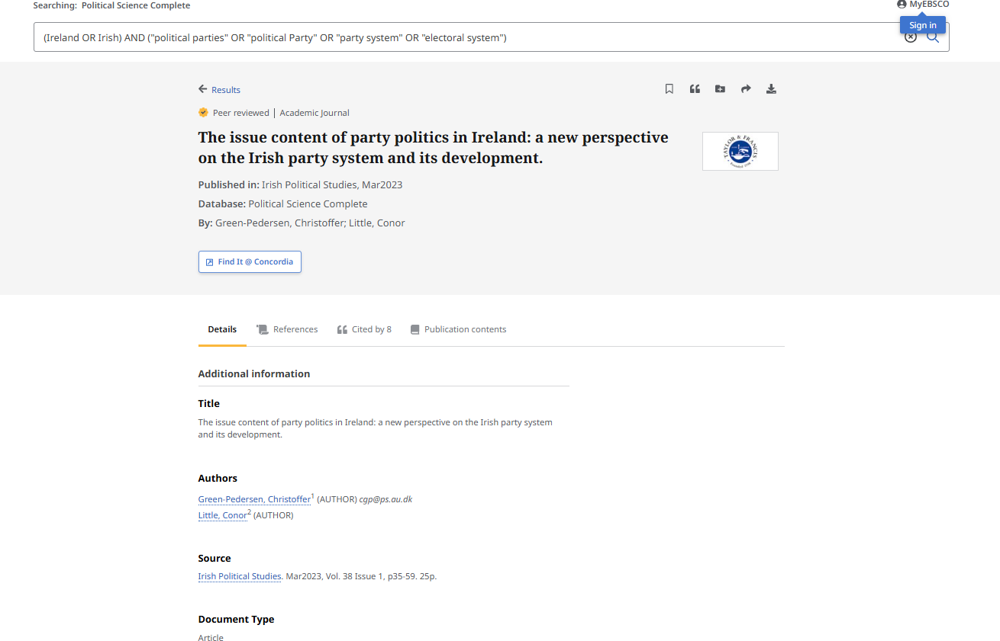 Searching: Political Science Complete
MyEBSCO
Sign in
(Ireland OR Irish) AND ("political parties" OR "political Party" OR "party system" OR "electoral system")
Results
Peer reviewed | Academic Journal
The issue content of party politics in Ireland: a new perspective
on the Irish party system and its development.
TAYLOR & FRANCIS
Published in: Irish Political Studies, Mar2023
Database: Political Science Complete
By: Green-Pedersen, Christoffer; Little, Conor
Find It @ Concordia
Details References Cited by 8 Publication contents
Additional information
Title
The issue content of party politics in Ireland: a new perspective on the Irish party system
and its development.
Authors
Green-Pedersen, Christoffer1 (AUTHOR) cgp@ps.au.dk
Little, Conor2 (AUTHOR)
Source
Irish Political Studies. Mar2023, Vol. 38 Issue 1, p35-59. 25p.
Document Type
Article